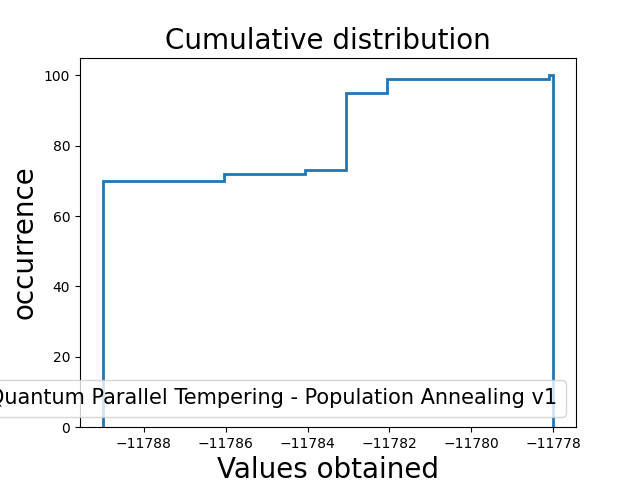 Cumulative distribution
occurrence
100
80
60
40
20
0
Quantum Parallel Tempering - Population Annealing v1
−11788 −11786 −11784 −11782 −11780 −11778
Values obtained